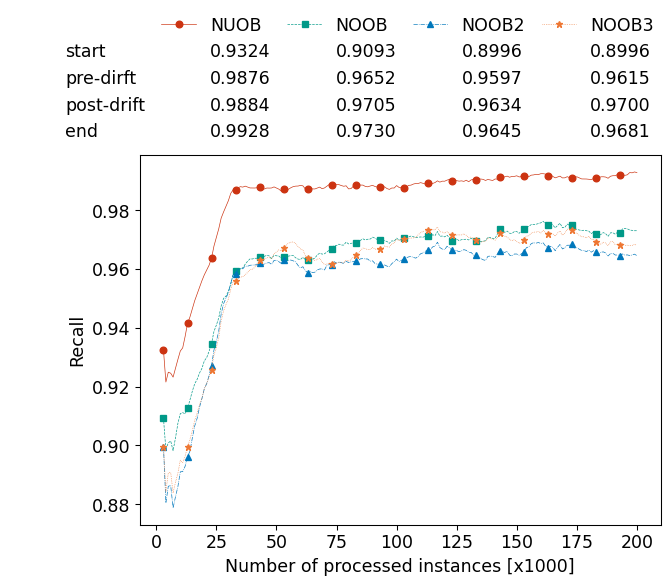 NUOB NOOB NOOB2 NOOB3
start 0.9324 0.9093 0.8996 0.8996
pre-dirft 0.9876 0.9652 0.9597 0.9615
post-drift 0.9884 0.9705 0.9634 0.9700
end 0.9928 0.9730 0.9645 0.9681
0.98
0.96
0.94
0.92
0.90
0.88
Recall
0 25 50 75 100 125 150 175 200
Number of processed instances [x1000]